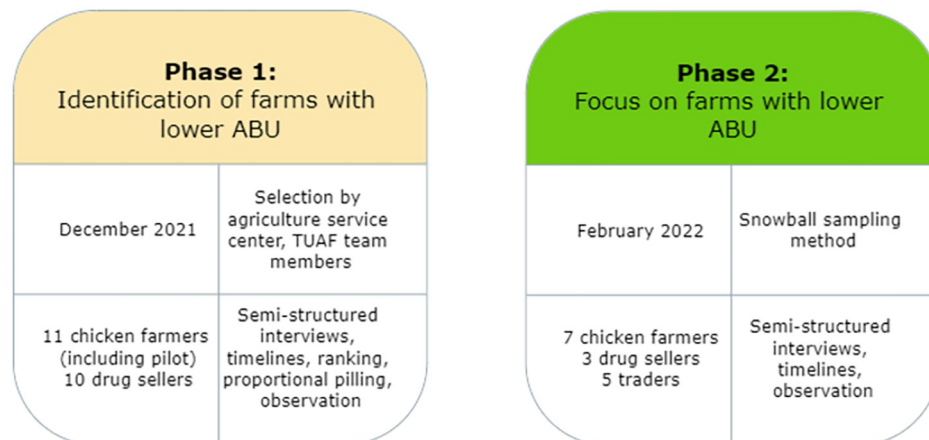 Phase 1:
Identification of farms with
lower ABU
December 2021
Selection by
agriculture service
center, TUAF team
members
11 chicken farmers
(including pilot)
10 drug sellers
Semi-structured
interviews,
timelines, ranking,
proportional pilling,
observation
Phase 2:
Focus on farms with lower
ABU
February 2022
Snowball sampling
method
7 chicken farmers
3 drug sellers
5 traders
Semi-structured
interviews,
timelines,
observation